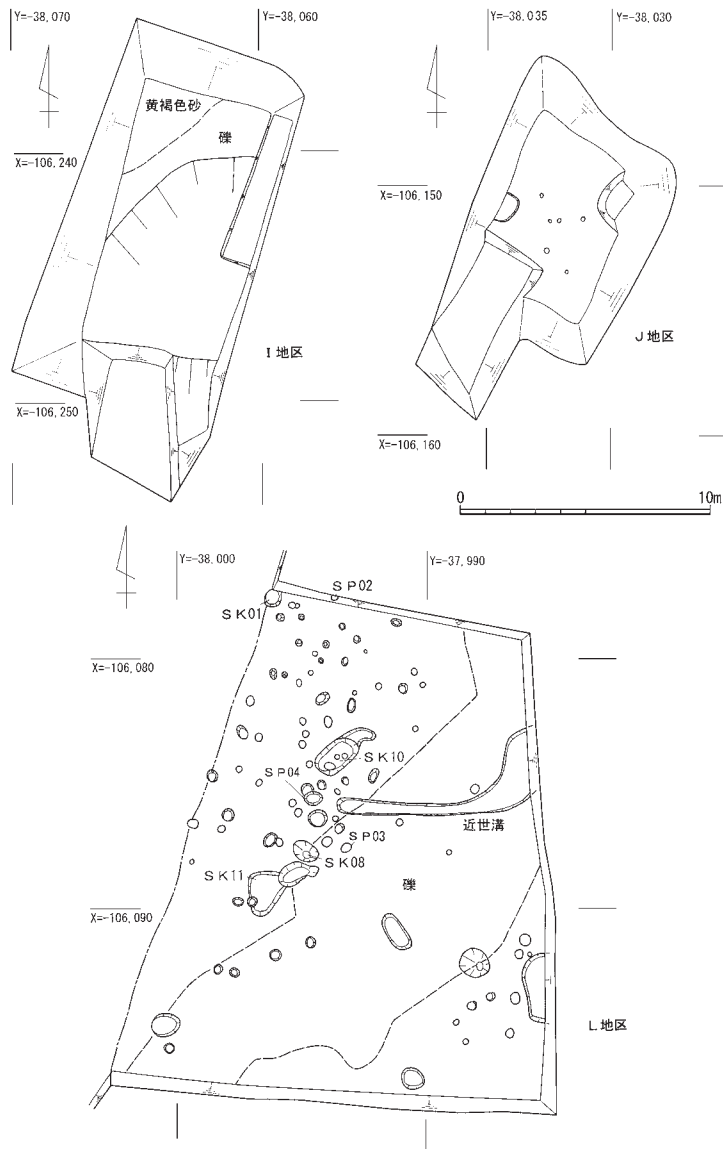 Y=-38,070
Y=-38,060
黄褐色砂
礫
X=-106,240
I 地区
X=-106,250
Y=-38,035
Y=-38,030
X=-106,150
J 地区
X=-106,160
0
10m
Y=-38,000
Y=-37,990
SP02
SK01
X=-106,080
SK10
SP04
近世溝
SP03
SK08
SK11
礫
X=-106,090
L 地区